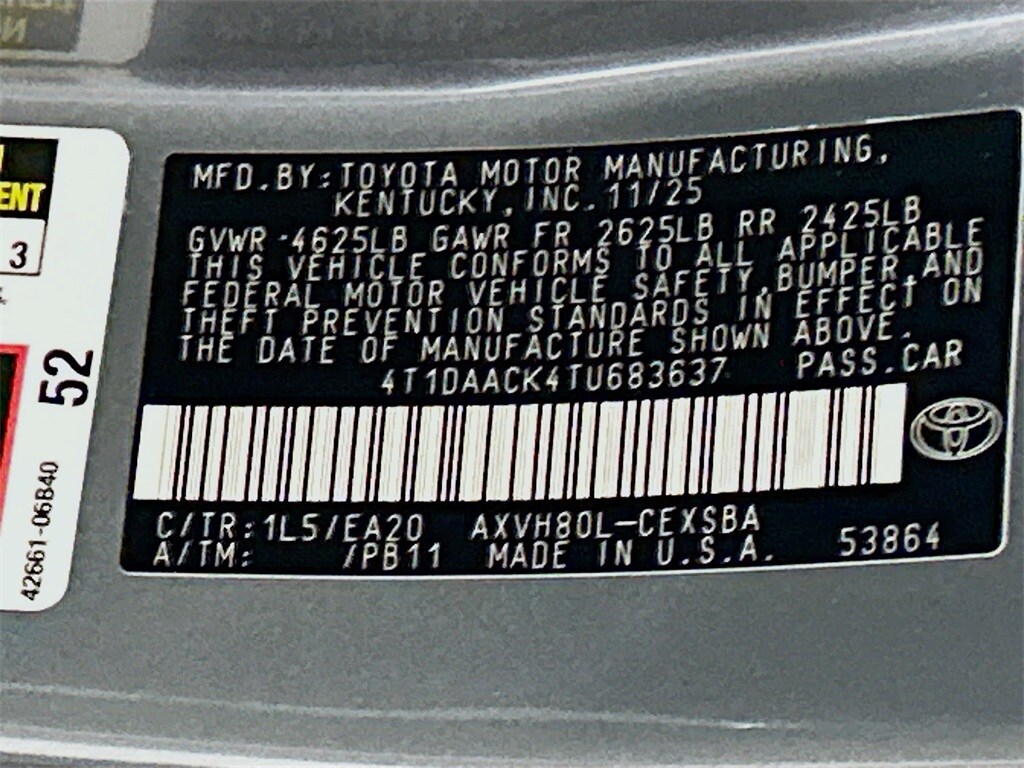 ENT
3
52
42661-06B40
MFD.BY:TOYOTA MOTOR MANUFACTURING,
KENTUCKY,INC.11/25
GVWR 4625LB GAWR FR 2625LB RR 2425LB
THIS VEHICLE CONFORMS TO ALL APPLICABLE
FEDERAL MOTOR VEHICLE SAFETY,BUMPER,AND
THEFT PREVENTION STANDARDS IN EFFECT ON
THE DATE OF MANUFACTURE SHOWN ABOVE.
4T1DAACK4TU683637 PASS.CAR
C/TR:1L5/EA20 AXVH80L-CEXSBA
A/TM: /PB11 MADE IN U.S.A. 53864